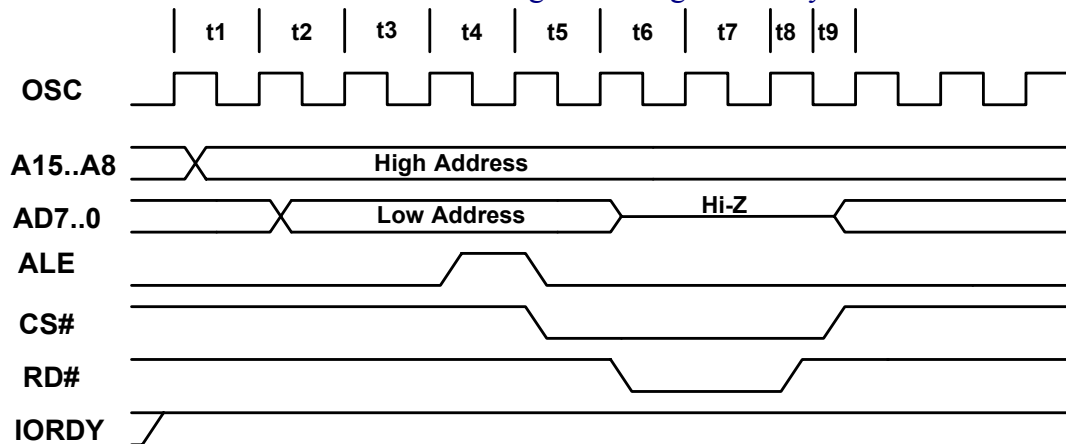 t1 t2 t3 t4 t5 t6 t7 t8 t9
OSC
A15..A8 High Address
AD7..0 Low Address Hi-Z
ALE
CS#
RD#
IORDY